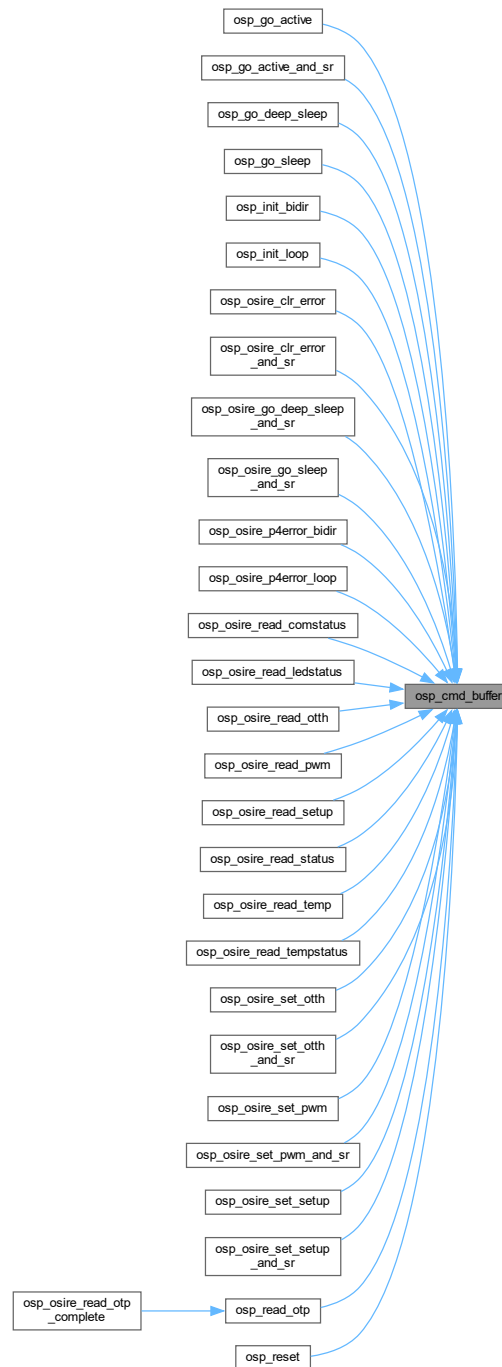 osp_go_active
osp_go_active_and_sr
osp_go_deep_sleep
osp_go_sleep
osp_init_bidir
osp_init_loop
osp_osire_clr_error
osp_osire_clr_error
_and_sr
osp_osire_go_deep_sleep
_and_sr
osp_osire_go_sleep
_and_sr
osp_osire_p4error_bidir
osp_osire_p4error_loop
osp_osire_read_comstatus
osp_osire_read_ledstatus
osp_cmd_buffer
osp_osire_read_otth
osp_osire_read_pwm
osp_osire_read_setup
osp_osire_read_status
osp_osire_read_temp
osp_osire_read_tempstatus
osp_osire_set_otth
osp_osire_set_otth
_and_sr
osp_osire_set_pwm
osp_osire_set_pwm_and_sr
osp_osire_set_setup
osp_osire_set_setup
_and_sr
osp_osire_read_otp
_complete
osp_read_otp
osp_reset